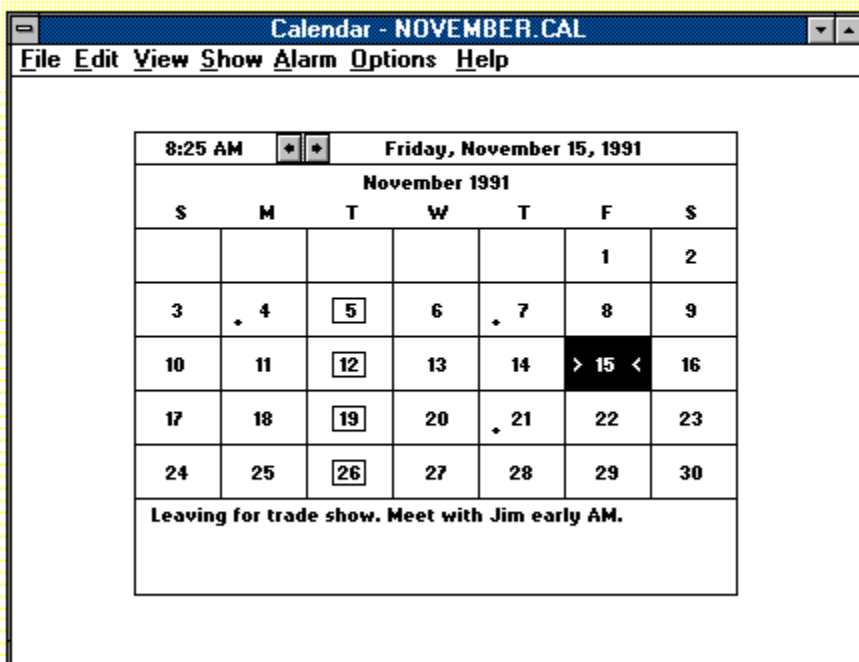 Calendar - NOVEMBER.CAL
File Edit View Show Alarm Options Help
8:25 AM Friday, November 15, 1991
November 1991
S M T W T F S
1 2
3 . 4 5 6 . 7 8 9
10 11 12 13 14 > 15 < 16
17 18 19 20 . 21 22 23
24 25 26 27 28 29 30
Leaving for trade show. Meet with Jim early AM.